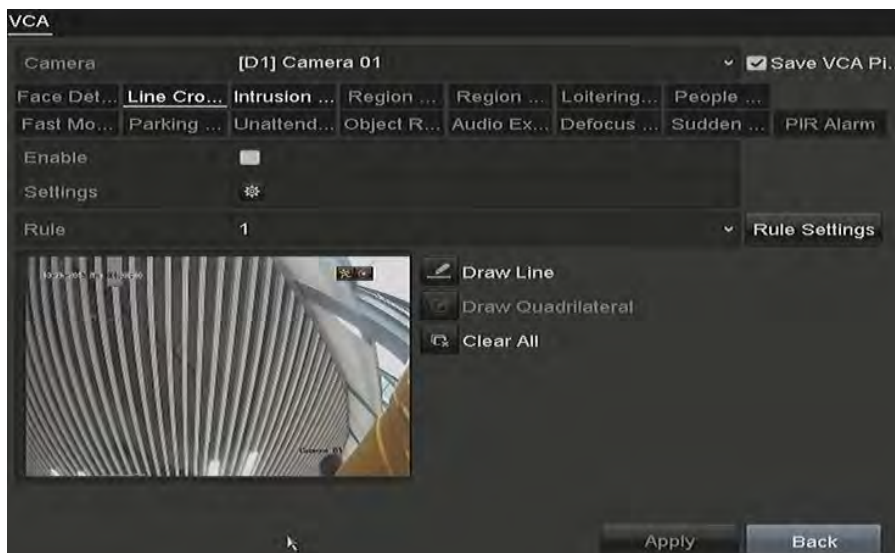 VCA
Camera [D1] Camera 01 Save VCA Pi...
Face Det... Line Cro... Intrusion ... Region ... Region ... Loitering... People ...
Fast Mo... Parking ... Unattend... Object R... Audio Ex... Defocus ... Sudden ... PIR Alarm
Enable
Settings
Rule 1 Rule Settings
Draw Line
Draw Quadrilateral
Clear All
Camera 01
Apply Back